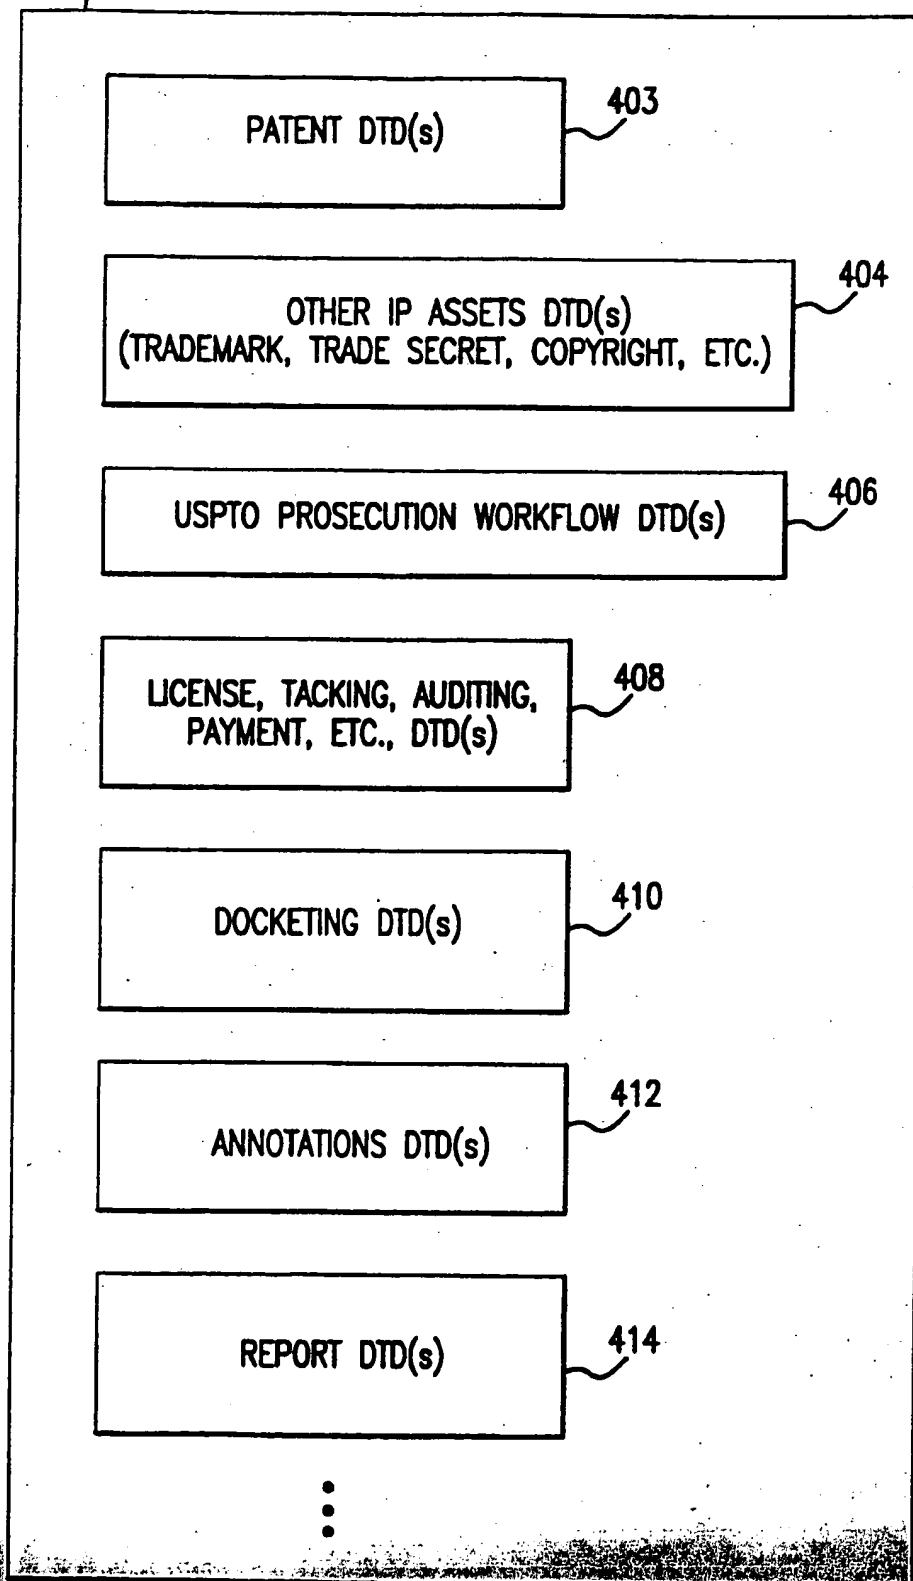 PATENT DTD(s)
403
OTHER IP ASSETS DTD(s)
(TRADEMARK, TRADE SECRET, COPYRIGHT, ETC.)
404
USPTO PROSECUTION WORKFLOW DTD(s)
406
LICENSE, TACKING, AUDITING,
PAYMENT, ETC., DTD(s)
408
DOCKETING DTD(s)
410
ANNOTATIONS DTD(s)
412
REPORT DTD(s)
414